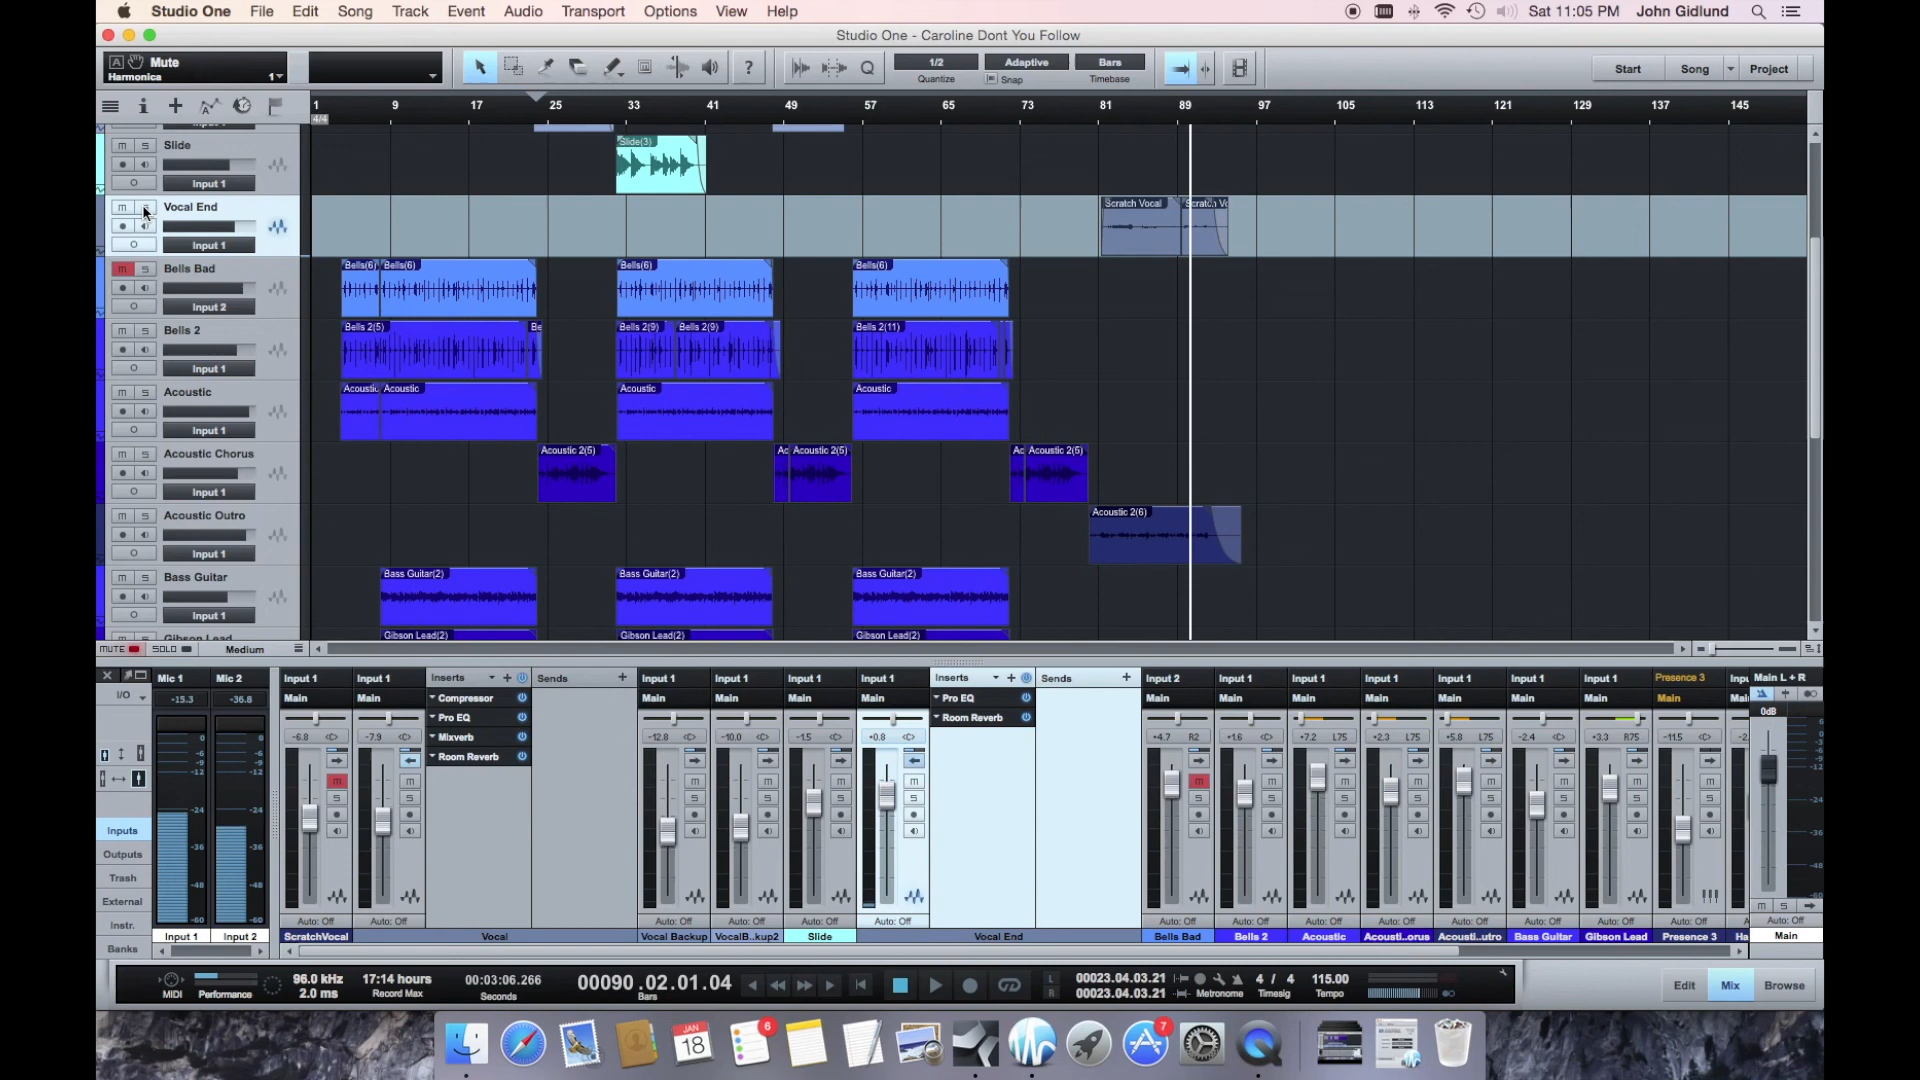 Studio One File Edit Song Track Event Audio Transport Options View Help
Sat 11:05 PM John Gidlund
Studio One - Caroline Dont You Follow
A Mute
Harmonica 1
1/2 Adaptive Bars
Quantize Snap Timebase
?
Q
Start Song Project
1 9 17 25 33 41 49 57 65 73 81 89 97 105 113 121 129 137 145
4/4
m s Slide
Input 1
Slide(3)
m s Vocal End
Input 1
Scratch Vocal
m s Bells Bad
Input 2
Bells(6) Bells(6) Bells(6) Bells(6)
m s Bells 2
Input 1
Bells 2(5) Be Bells 2(9) Bells 2(9) Bells 2(11)
m s Acoustic
Input 1
Acoustic Acoustic Acoustic Acoustic
m s Acoustic Chorus
Input 1
Acoustic 2(5) Ac Acoustic 2(5) Ac Acoustic 2(5)
m s Acoustic Outro
Input 1
Acoustic 2(6)
m s Bass Guitar
Input 1
Bass Guitar(2) Bass Guitar(2) Bass Guitar(2)
Gibson Lead
Gibson Lead(2) Gibson Lead(2) Gibson Lead(2)
MUTE SOLO Medium
Mic 1 Mic 2 Input 1 Input 1 Inserts Sends Input 1 Input 1 Input 1 Input 1 Inserts Sends Input 2 Input 1 Input 1 Input 1 Input 1 Input 1 Input 1 Presence 3 Inpu Main L + R
I/O -15.3 -36.8 Main Main Compressor Main Main Main Main Pro EQ Main Main Main Main Main Main Main Main Main
Pro EQ Room Reverb 0dB
-6.8 -7.9 Mixverb -12.8 -10.0 -1.5 +0.8 +4.7 R2 +1.6 +7.2 L75 +2.3 L75 +5.8 L75 -2.4 +3.3 R75 -11.5
Room Reverb
0
-6
-9
-12
-24
-36
-48
-60
Inputs
Outputs
Trash
External
Instr.
Banks
Auto: Off Auto: Off Auto: Off Auto: Off Auto: Off Auto: Off Auto: Off Auto: Off Auto: Off Auto: Off Auto: Off Auto: Off Auto: Off Auto: Off Auto: Off
Input 1 Input 2 ScratchVocal Vocal Vocal Backup VocalB..kup2 Slide Vocal End Bells Bad Bells 2 Acoustic Acousti..orus Acousti..utro Bass Guitar Gibson Lead Presence 3 Ha Main
MIDI Performance
96.0 kHz 17:14 hours 00:03:06.266
2.0 ms Record Max Seconds
00090.02.01.04
Bars
L 00023.04.03.21
R 00023.04.03.21
Metronome
4 / 4 115.00
Timesig Tempo
Edit Mix Browse
JAN
18
6
7